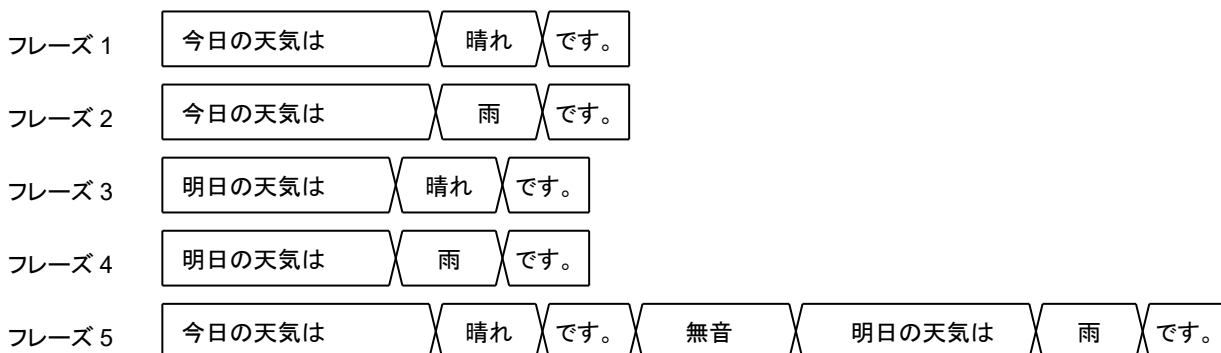 フレーズ 1 今日の天気は 晴れ です。
フレーズ 2 今日の天気は 雨 です。
フレーズ 3 明日の天気は 晴れ です。
フレーズ 4 明日の天気は 雨 です。
フレーズ 5 今日の天気は 晴れ です。 無音 明日の天気は 雨 です。